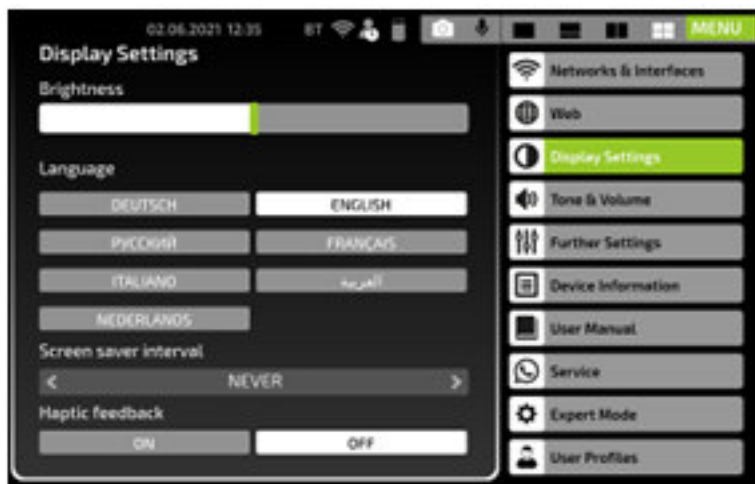 02.06.2021 12:35 BT MENU
Display Settings
Brightness
Language
DEUTSCH ENGLISH
РУССКИЙ FRANÇAIS
ITALIANO العربية
NEDERLANDS
Screen saver interval
< NEVER >
Haptic feedback
ON OFF
Networks & Interfaces
Web
Display Settings
Tone & Volume
Further Settings
Device Information
User Manual
Service
Expert Mode
User Profiles